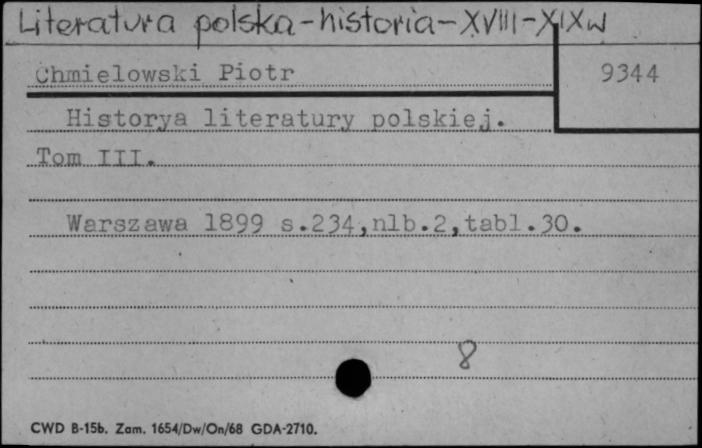 Literatura polska-historia-XVIII-XIXw
Chmielowski Piotr
9344
Historya literatury polskiej.
Tom III.
Warszawa 1899 s.234,nlb.2,tabl.30.
8
CWD B-15b. Zam. 1654/Dw/On/68 GDA-2710.